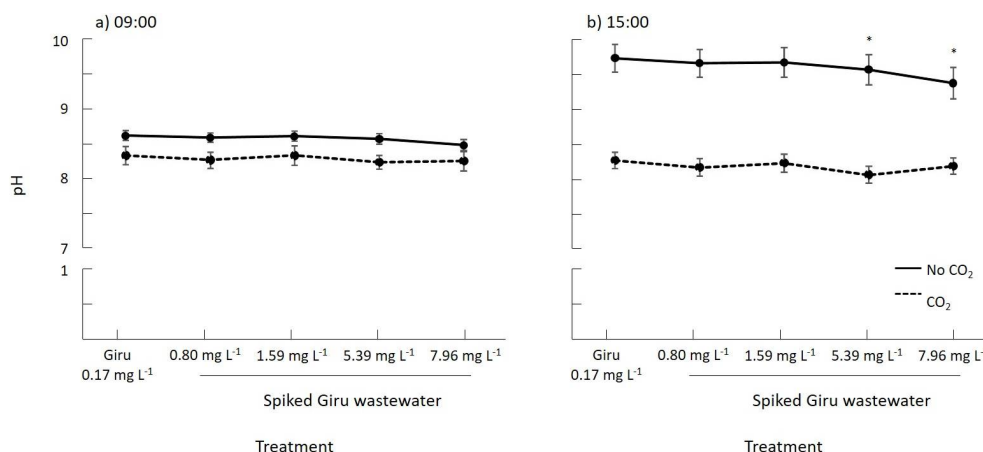 a) 09:00
b) 15:00
10
9
8
7
1
pH
*
*
No CO₂
CO₂
Giru
0.17 mg L⁻¹
0.80 mg L⁻¹
1.59 mg L⁻¹
5.39 mg L⁻¹
7.96 mg L⁻¹
Spiked Giru wastewater
Treatment
Giru
0.17 mg L⁻¹
0.80 mg L⁻¹
1.59 mg L⁻¹
5.39 mg L⁻¹
7.96 mg L⁻¹
Spiked Giru wastewater
Treatment